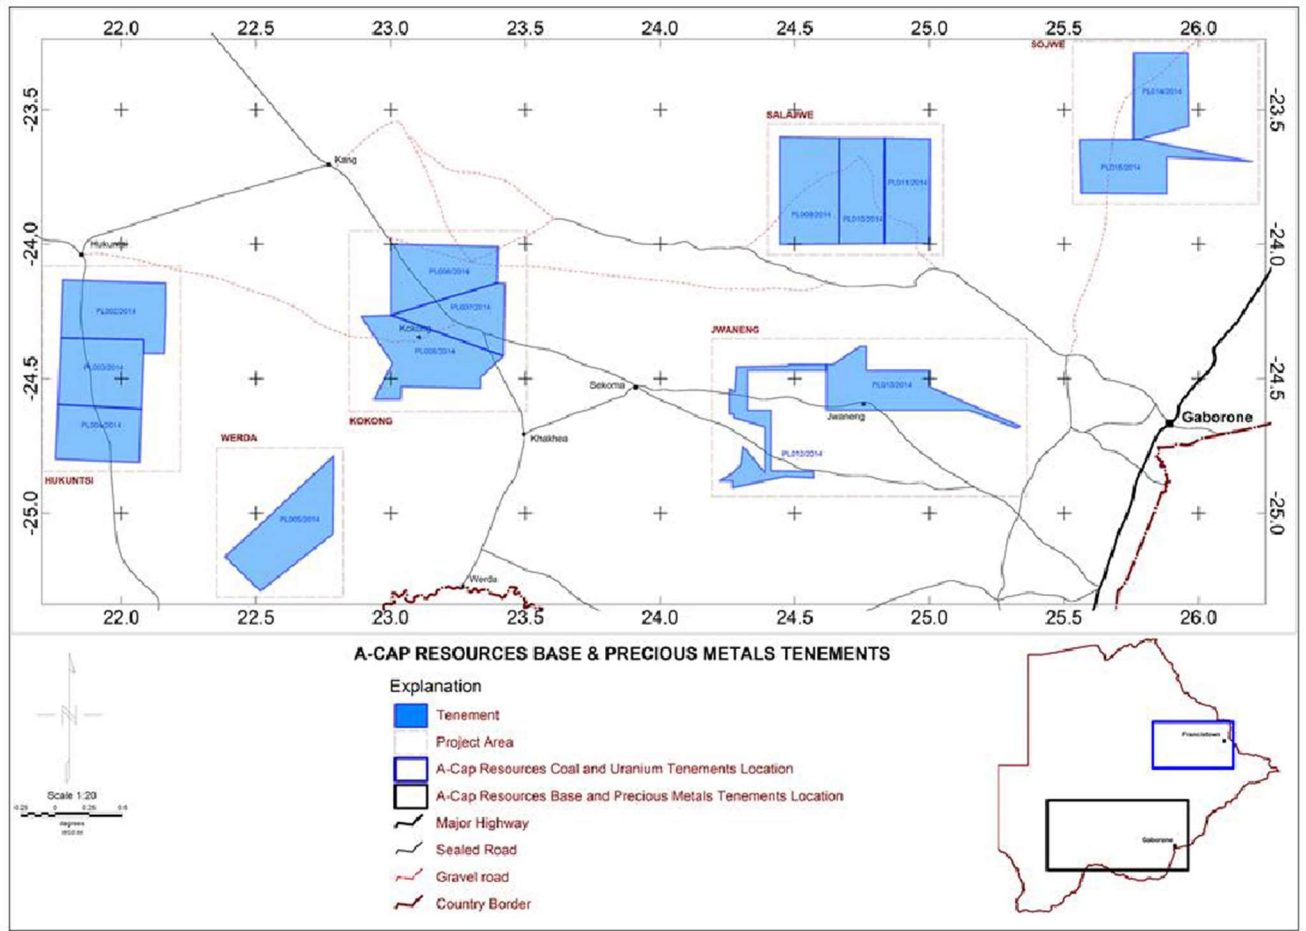 22.0 22.5 23.0 23.5 24.0 24.5 25.0 25.5 26.0
SOJWE
-23.5
-23.5
PL014/2014
SALAJWE
Kang
PL015/2014
PL011/2014
PL009/2014
PL010/2014
-24.0
-24.0
Hukuntsi
PL006/2014
PL002/2014
PL007/2014
Kokong
JWANENG
PL008/2014
PL003/2014
-24.5
-24.5
Sekoma
Jwaneng
Gaborone
KOKONG
PL004/2014
WERDA
Khakhea
PL012/2014
HUKUNTSI
-25.0
-25.0
PL005/2014
Werda
22.0 22.5 23.0 23.5 24.0 24.5 25.0 25.5 26.0
A-CAP RESOURCES BASE & PRECIOUS METALS TENEMENTS
Explanation
Tenement
Project Area
A-Cap Resources Coal and Uranium Tenements Location
A-Cap Resources Base and Precious Metals Tenements Location
Major Highway
Sealed Road
Gravel road
Country Border
N
Scale 1:20
0
degrees
Francistown
Gaborone